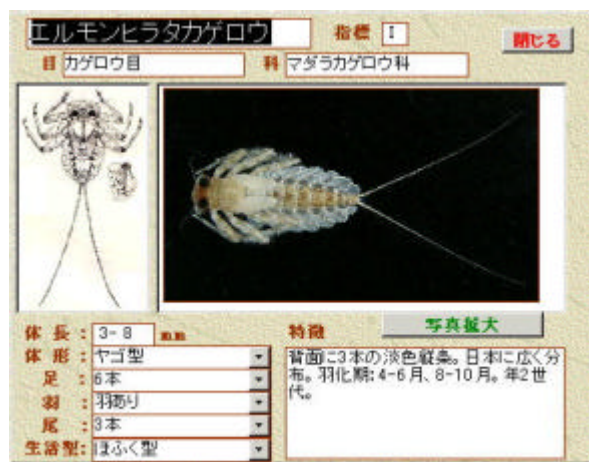 エルモンヒラタカゲロウ 指標 I 閉じる
目 カゲロウ目 科 マダラカゲロウ科
写真拡大
体 長 : 3-8 mm
体 形 : ヤゴ型
足 : 6本
羽 : 羽あり
尾 : 3本
生活型: ほふく型
特徴
背面に3本の淡色縦条。日本に広く分
布。羽化期:4-6月、8-10月。年2世
代。